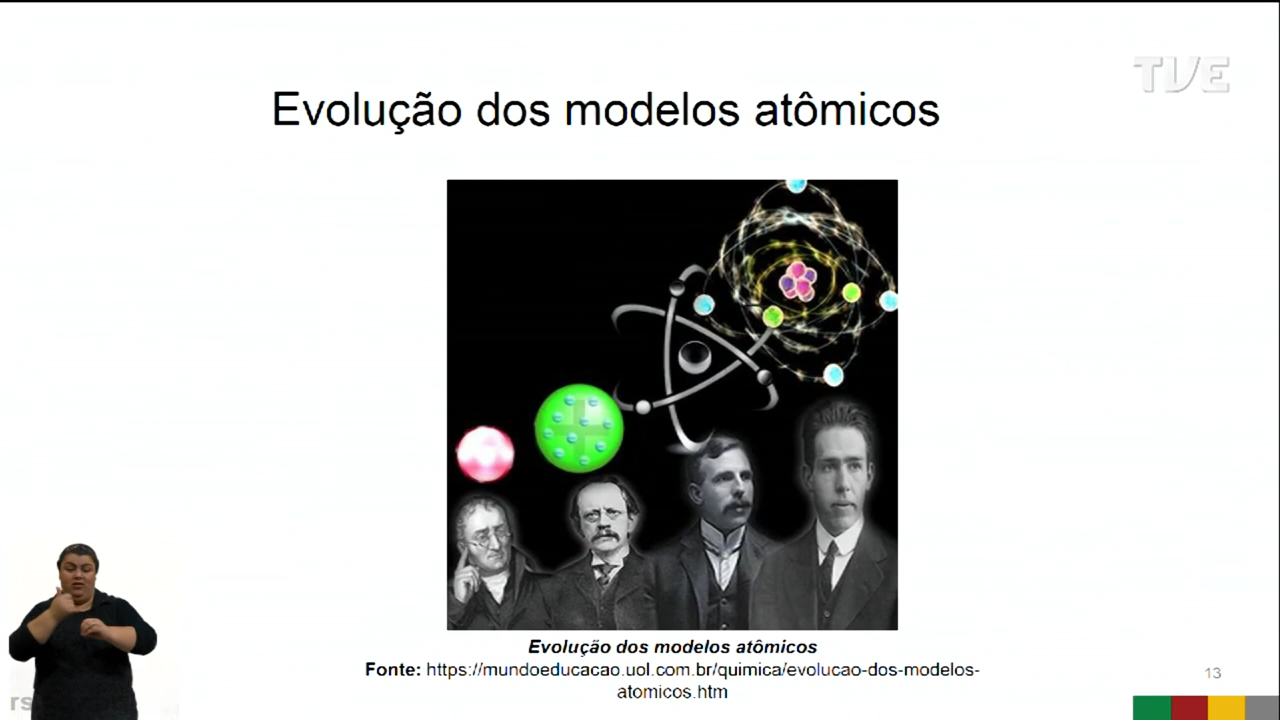 TVE
Evolução dos modelos atômicos
Evolução dos modelos atômicos
Fonte: https://mundoeducacao.uol.com.br/quimica/evolucao-dos-modelos-
atomicos.htm
13
rs